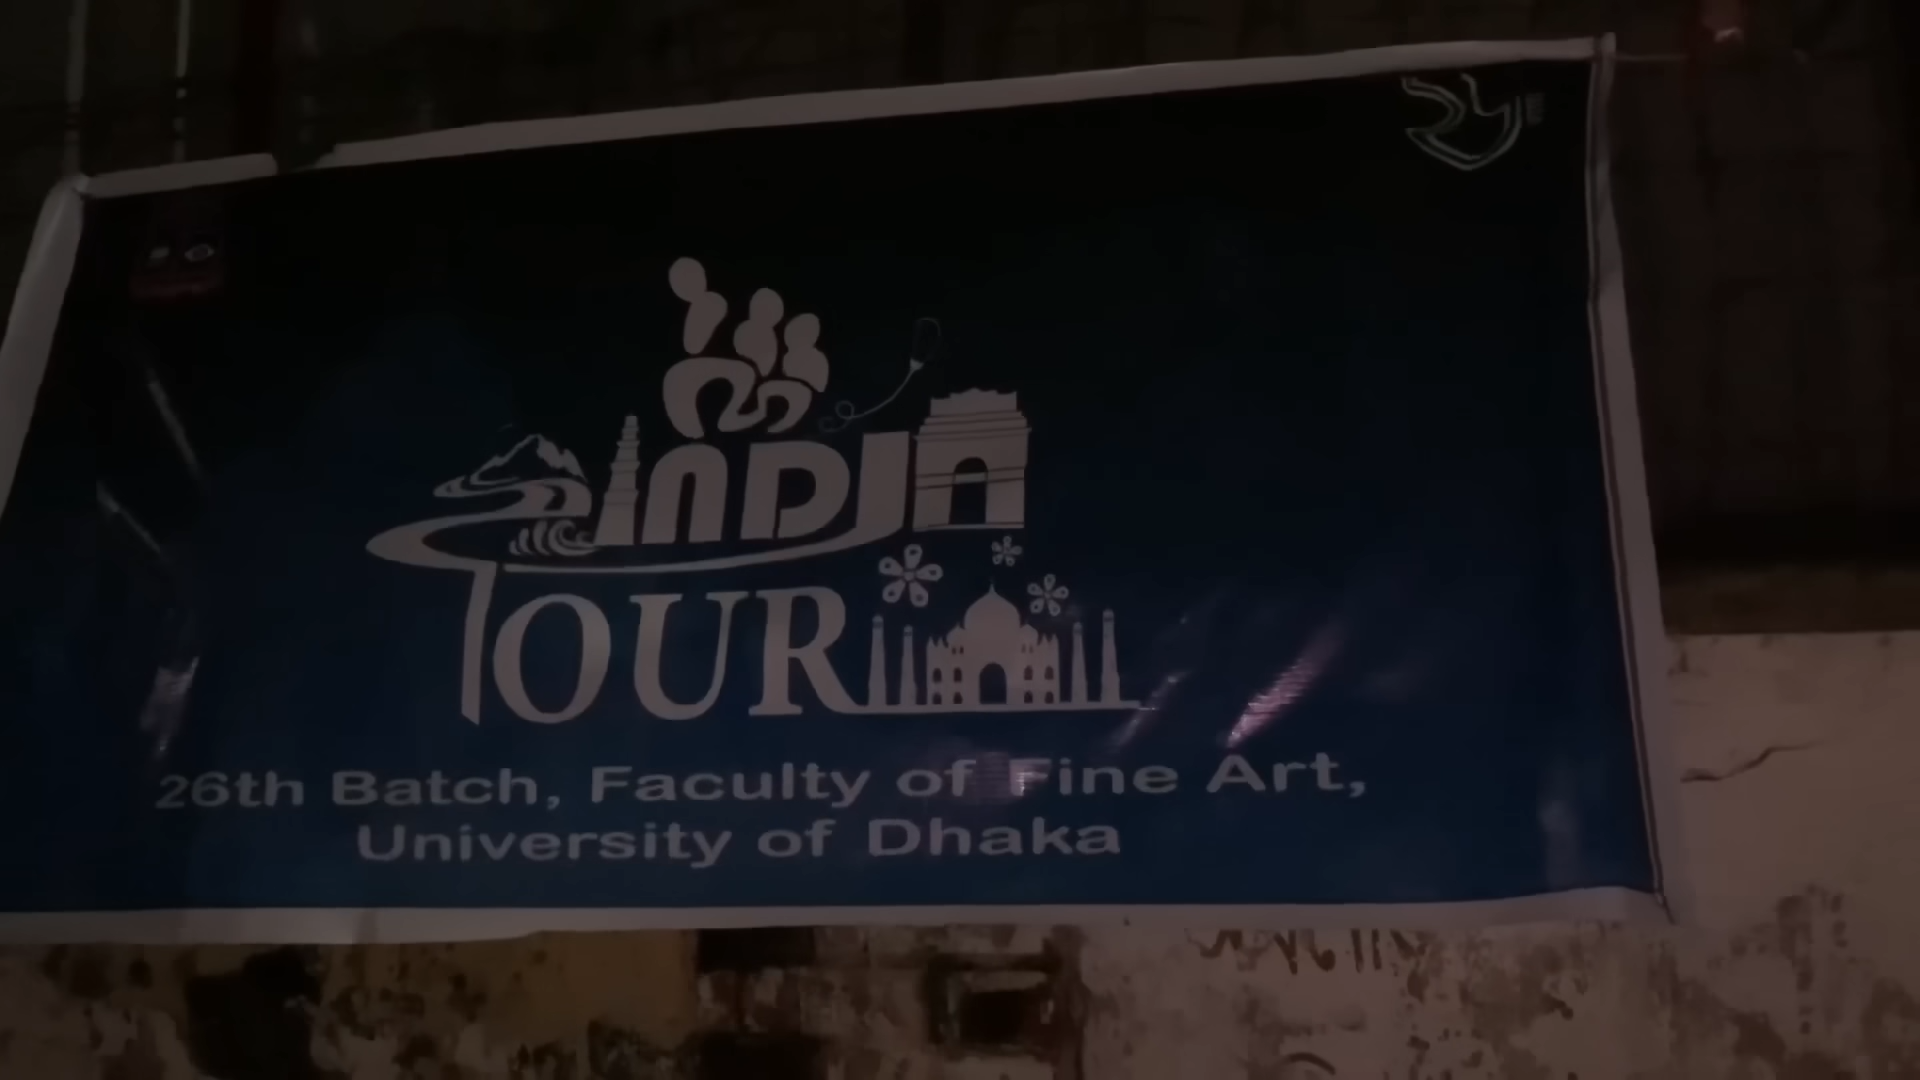 INDIA
TOUR
26th Batch, Faculty of Fine Art,
University of Dhaka